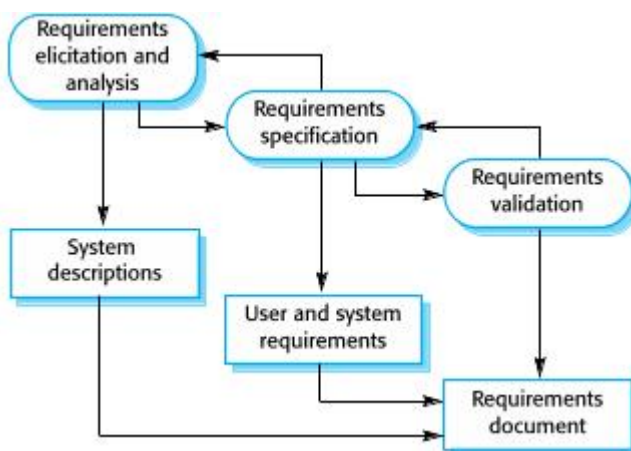 Requirements
elicitation and
analysis
Requirements
specification
Requirements
validation
System
descriptions
User and system
requirements
Requirements
document